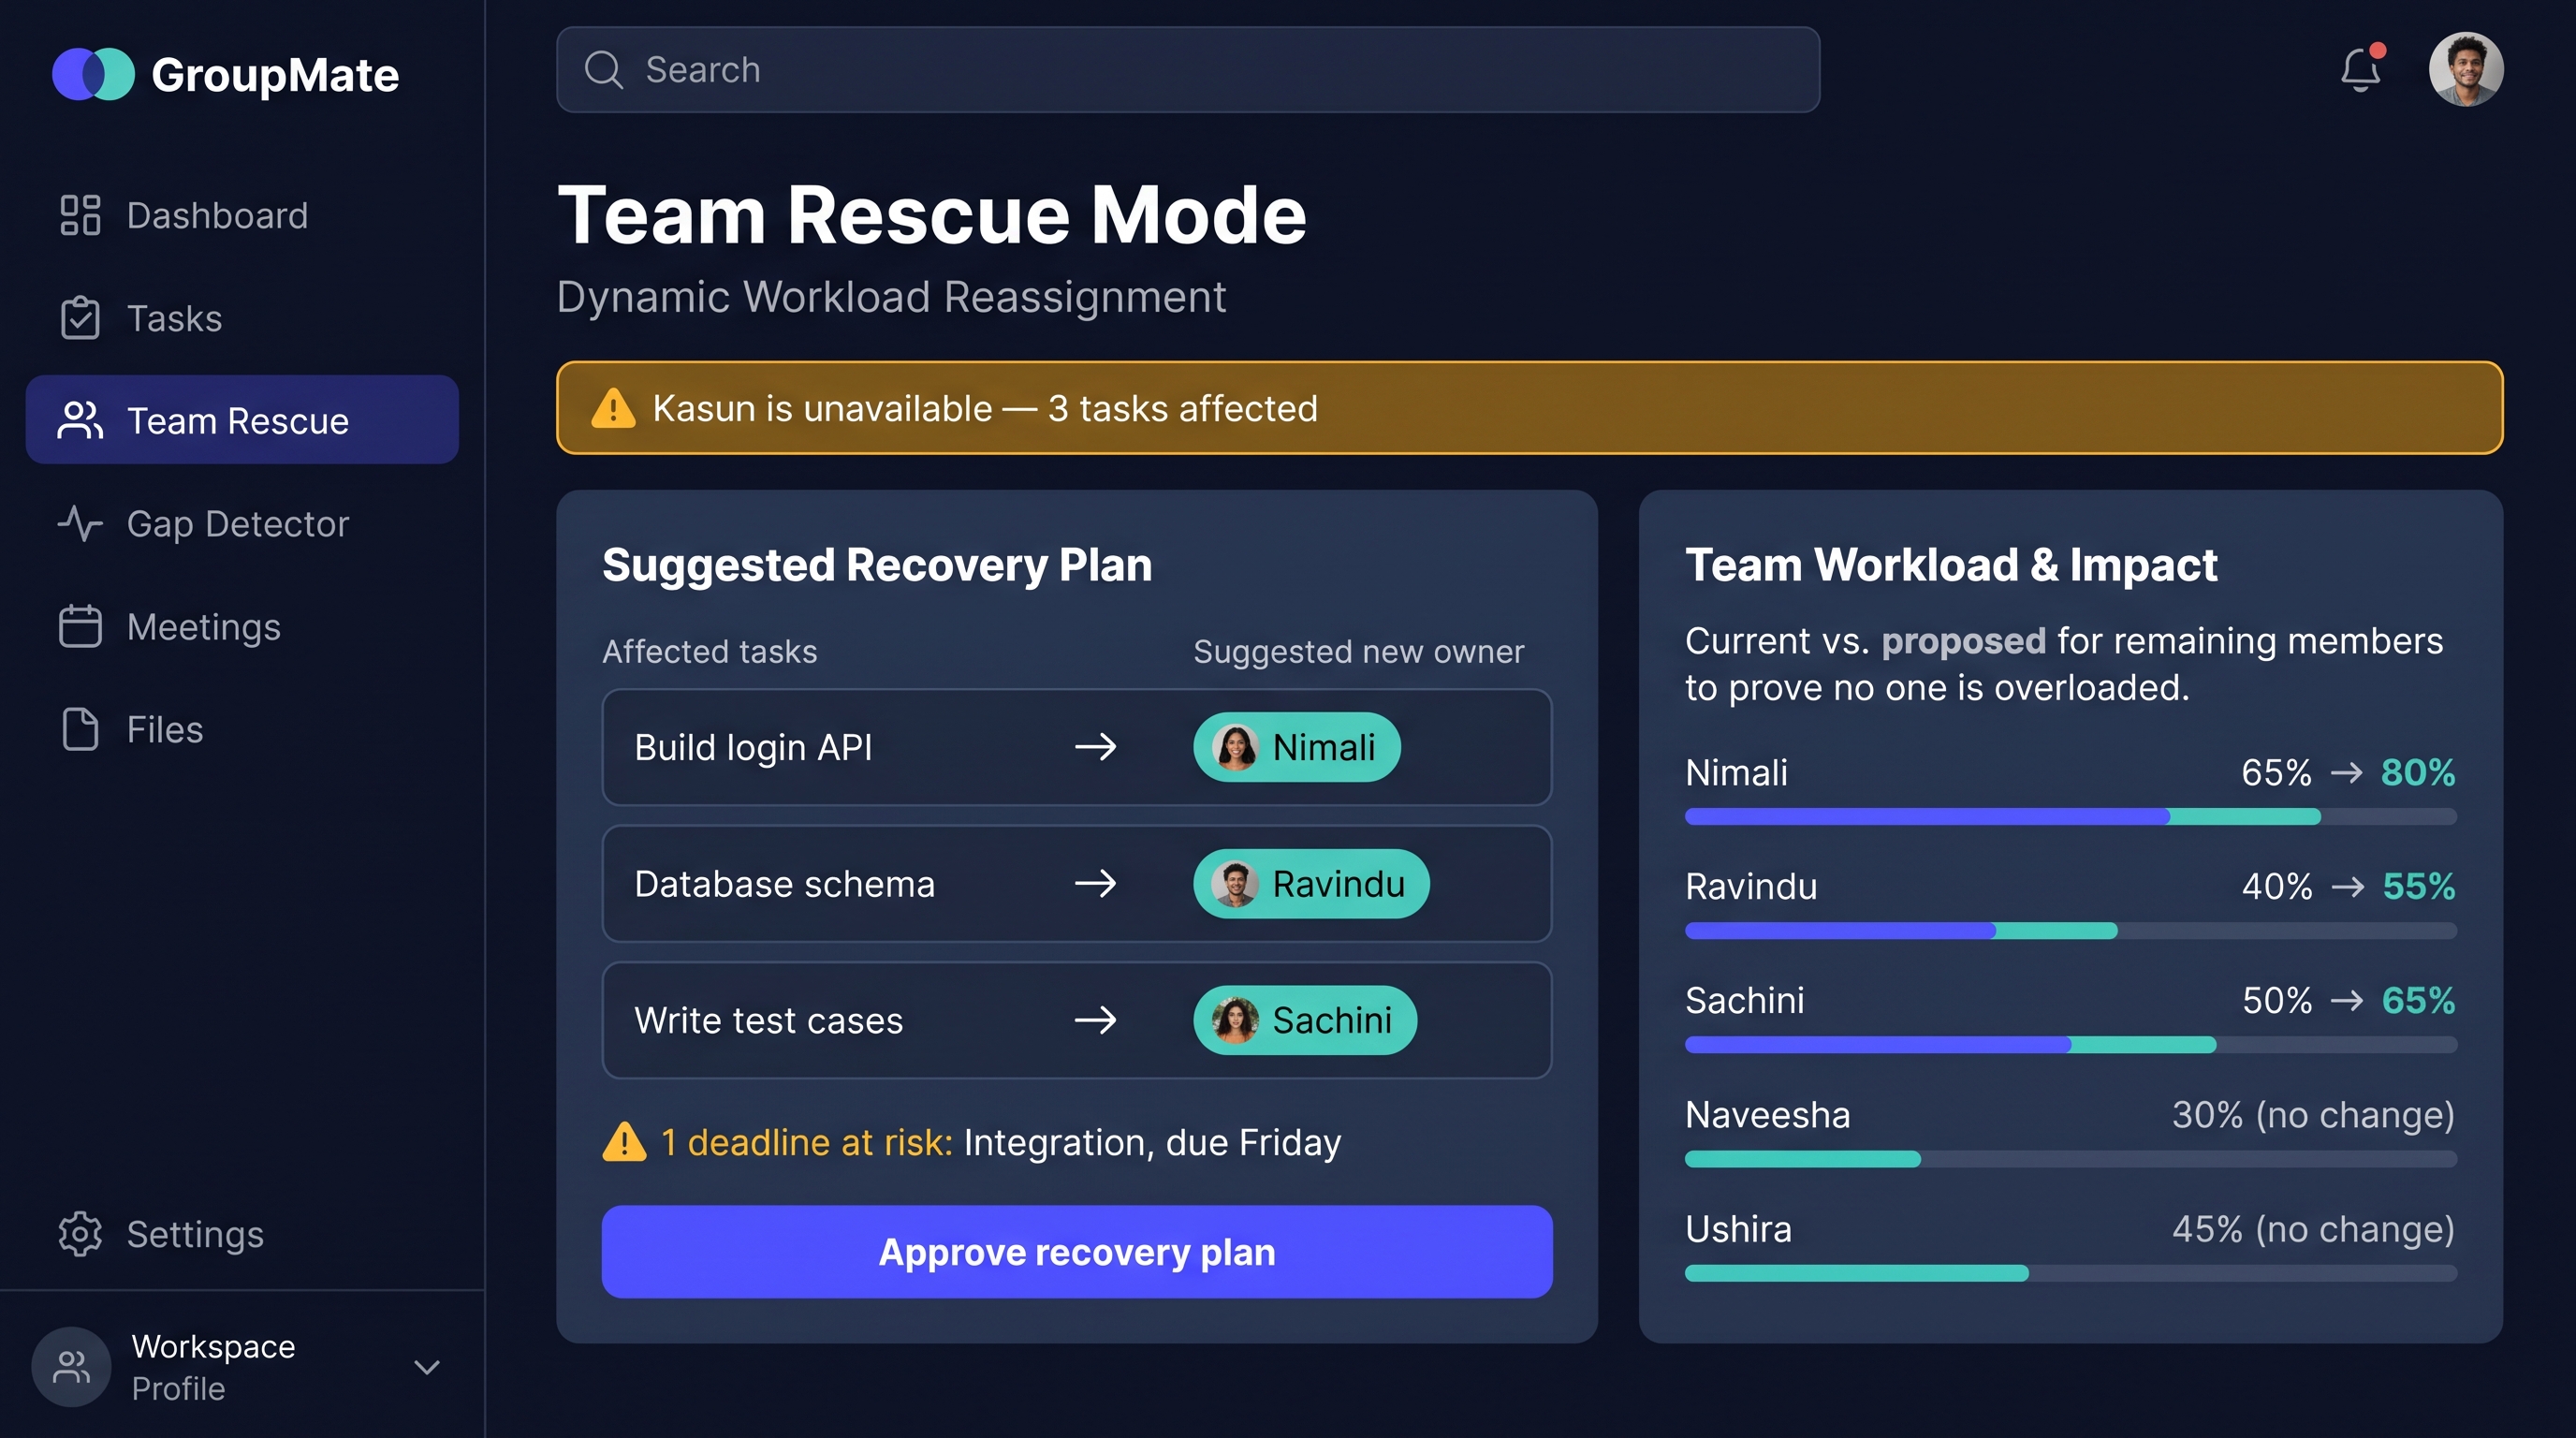 GroupMate
Search
Dashboard
Tasks
Team Rescue
Gap Detector
Meetings
Files
Settings
Workspace
Profile
Team Rescue Mode
Dynamic Workload Reassignment
Kasun is unavailable — 3 tasks affected
Suggested Recovery Plan
Affected tasks
Suggested new owner
Build login API → Nimali
Database schema → Ravindu
Write test cases → Sachini
1 deadline at risk: Integration, due Friday
Approve recovery plan
Team Workload & Impact
Current vs. proposed for remaining members
to prove no one is overloaded.
Nimali 65% → 80%
Ravindu 40% → 55%
Sachini 50% → 65%
Naveesha 30% (no change)
Ushira 45% (no change)